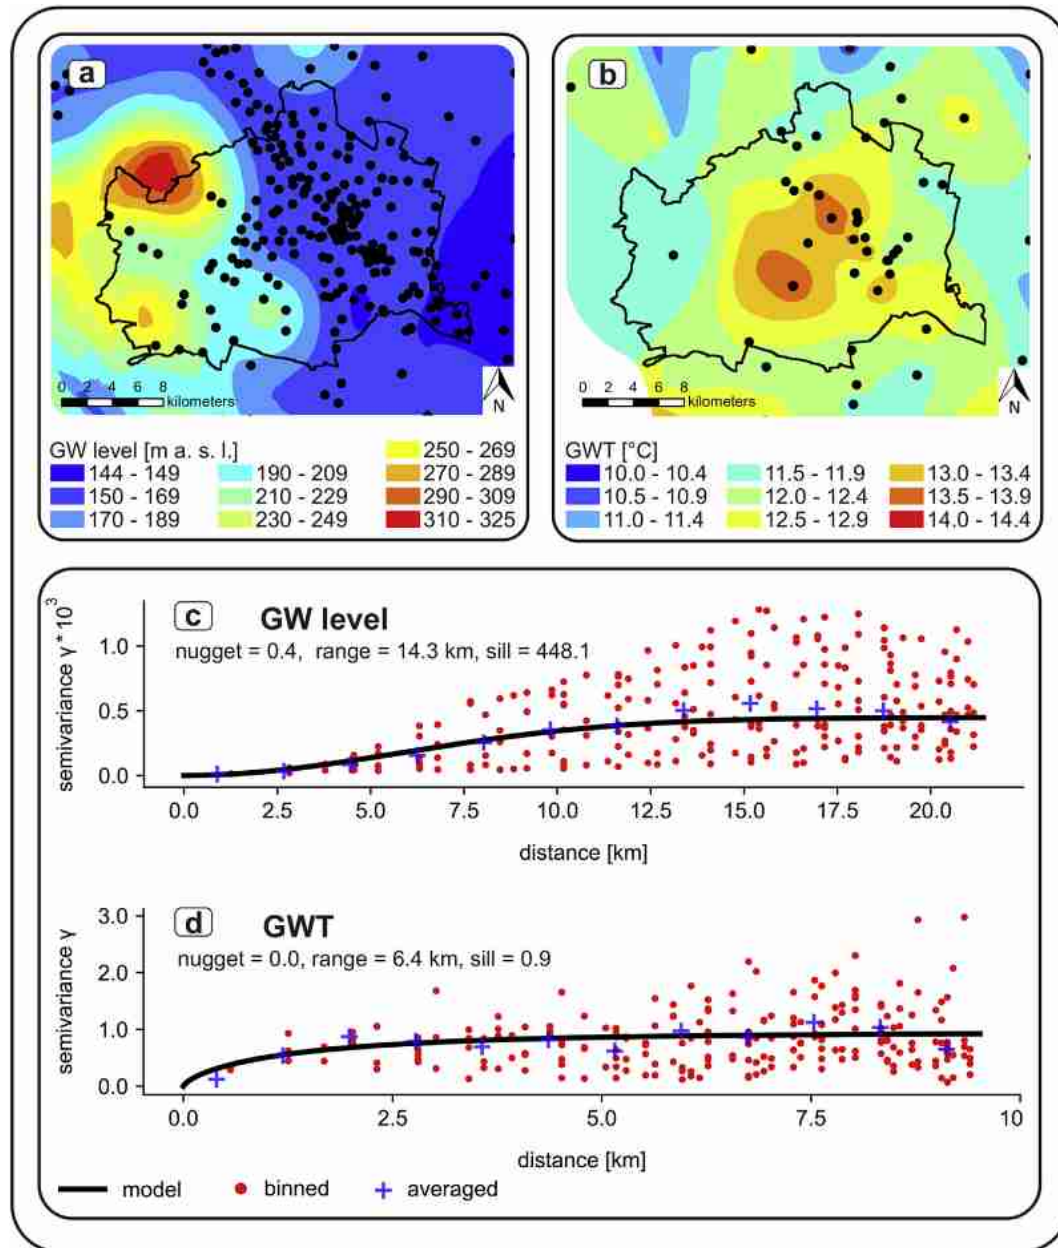 a
0 2 4 6 8
kilometers
N
GW level [m a. s. l.]
144 - 149
150 - 169
170 - 189
190 - 209
210 - 229
230 - 249
250 - 269
270 - 289
290 - 309
310 - 325
b
0 2 4 6 8
kilometers
N
GWT [°C]
10.0 - 10.4
10.5 - 10.9
11.0 - 11.4
11.5 - 11.9
12.0 - 12.4
12.5 - 12.9
13.0 - 13.4
13.5 - 13.9
14.0 - 14.4
c GW level
nugget = 0.4, range = 14.3 km, sill = 448.1
semivariance γ * 10³
1.0
0.5
0.0
0.0 2.5 5.0 7.5 10.0 12.5 15.0 17.5 20.0
distance [km]
d GWT
nugget = 0.0, range = 6.4 km, sill = 0.9
semivariance γ
3.0
2.0
1.0
0.0
0.0 2.5 5.0 7.5 10
distance [km]
model binned averaged